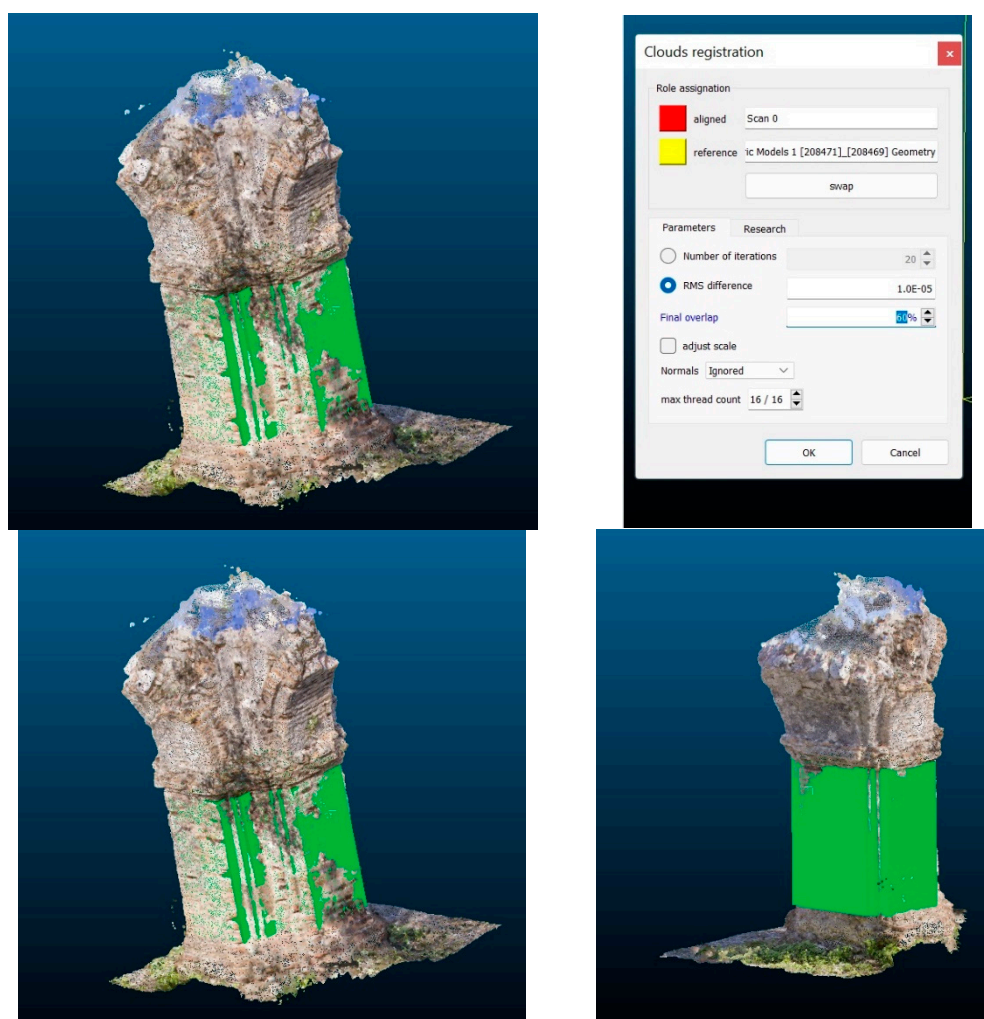 Clouds registration
Role assignation
aligned Scan 0
reference ric Models 1 [208471]_[208469] Geometry
swap
Parameters Research
Number of iterations 20
RMS difference 1.0E-05
Final overlap 60%
adjust scale
Normals Ignored
max thread count 16 / 16
OK Cancel